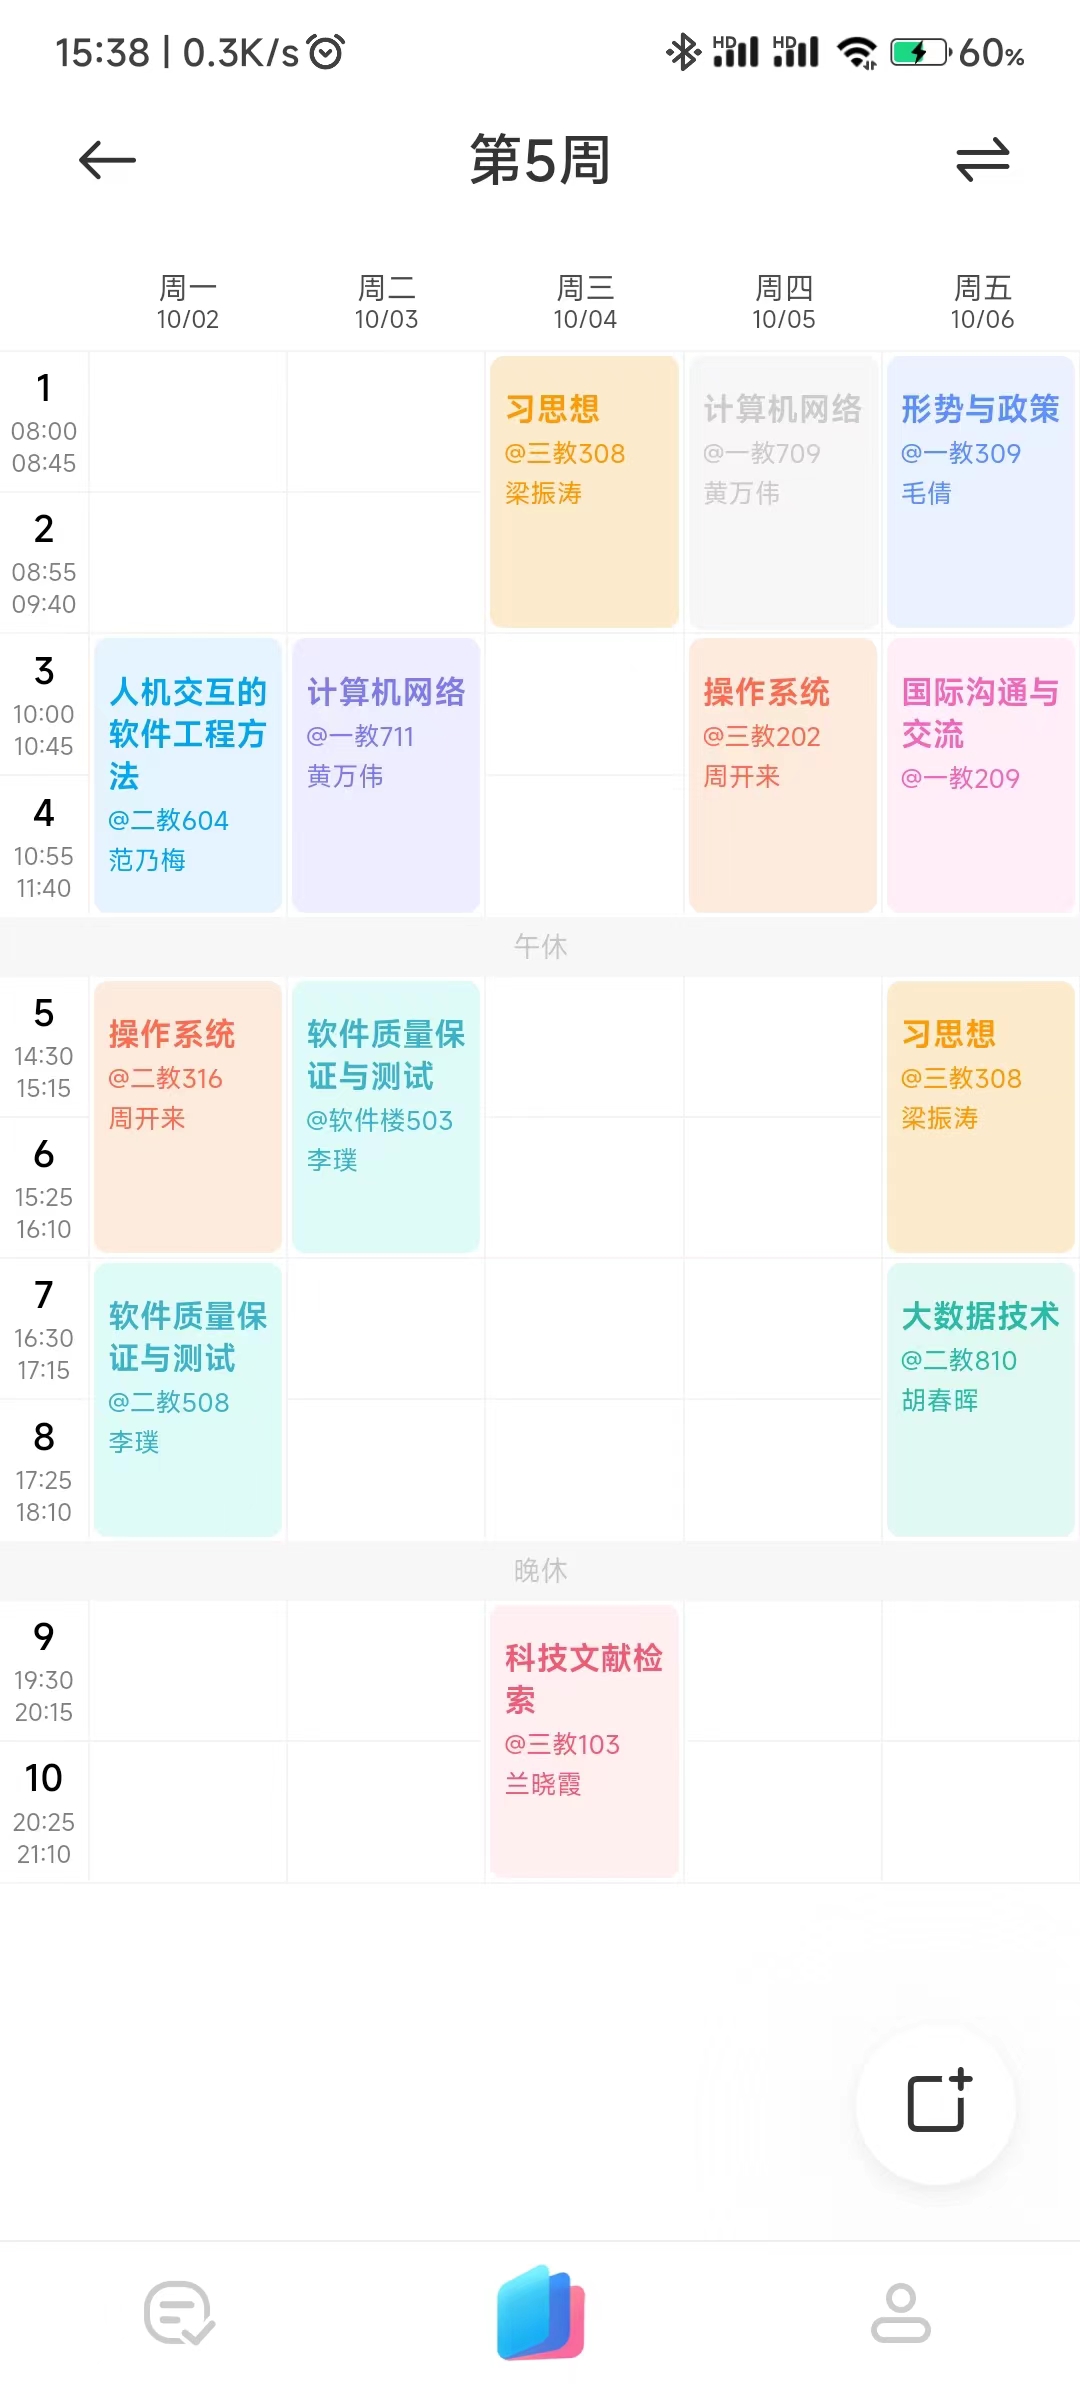 15:38 | 0.3K/s
HD HD 60%
第5周
周一 周二 周三 周四 周五
10/02 10/03 10/04 10/05 10/06
1
08:00
08:45
习思想
@三教308
梁振涛
计算机网络
@一教709
黄万伟
形势与政策
@一教309
毛倩
2
08:55
09:40
3
10:00
10:45
人机交互的
软件工程方
法
@二教604
范乃梅
计算机网络
@一教711
黄万伟
操作系统
@三教202
周开来
国际沟通与
交流
@一教209
4
10:55
11:40
午休
5
14:30
15:15
操作系统
@二教316
周开来
软件质量保
证与测试
@软件楼503
李璞
习思想
@三教308
梁振涛
6
15:25
16:10
7
16:30
17:15
软件质量保
证与测试
@二教508
李璞
大数据技术
@二教810
胡春晖
8
17:25
18:10
晚休
9
19:30
20:15
科技文献检
索
@三教103
兰晓霞
10
20:25
21:10